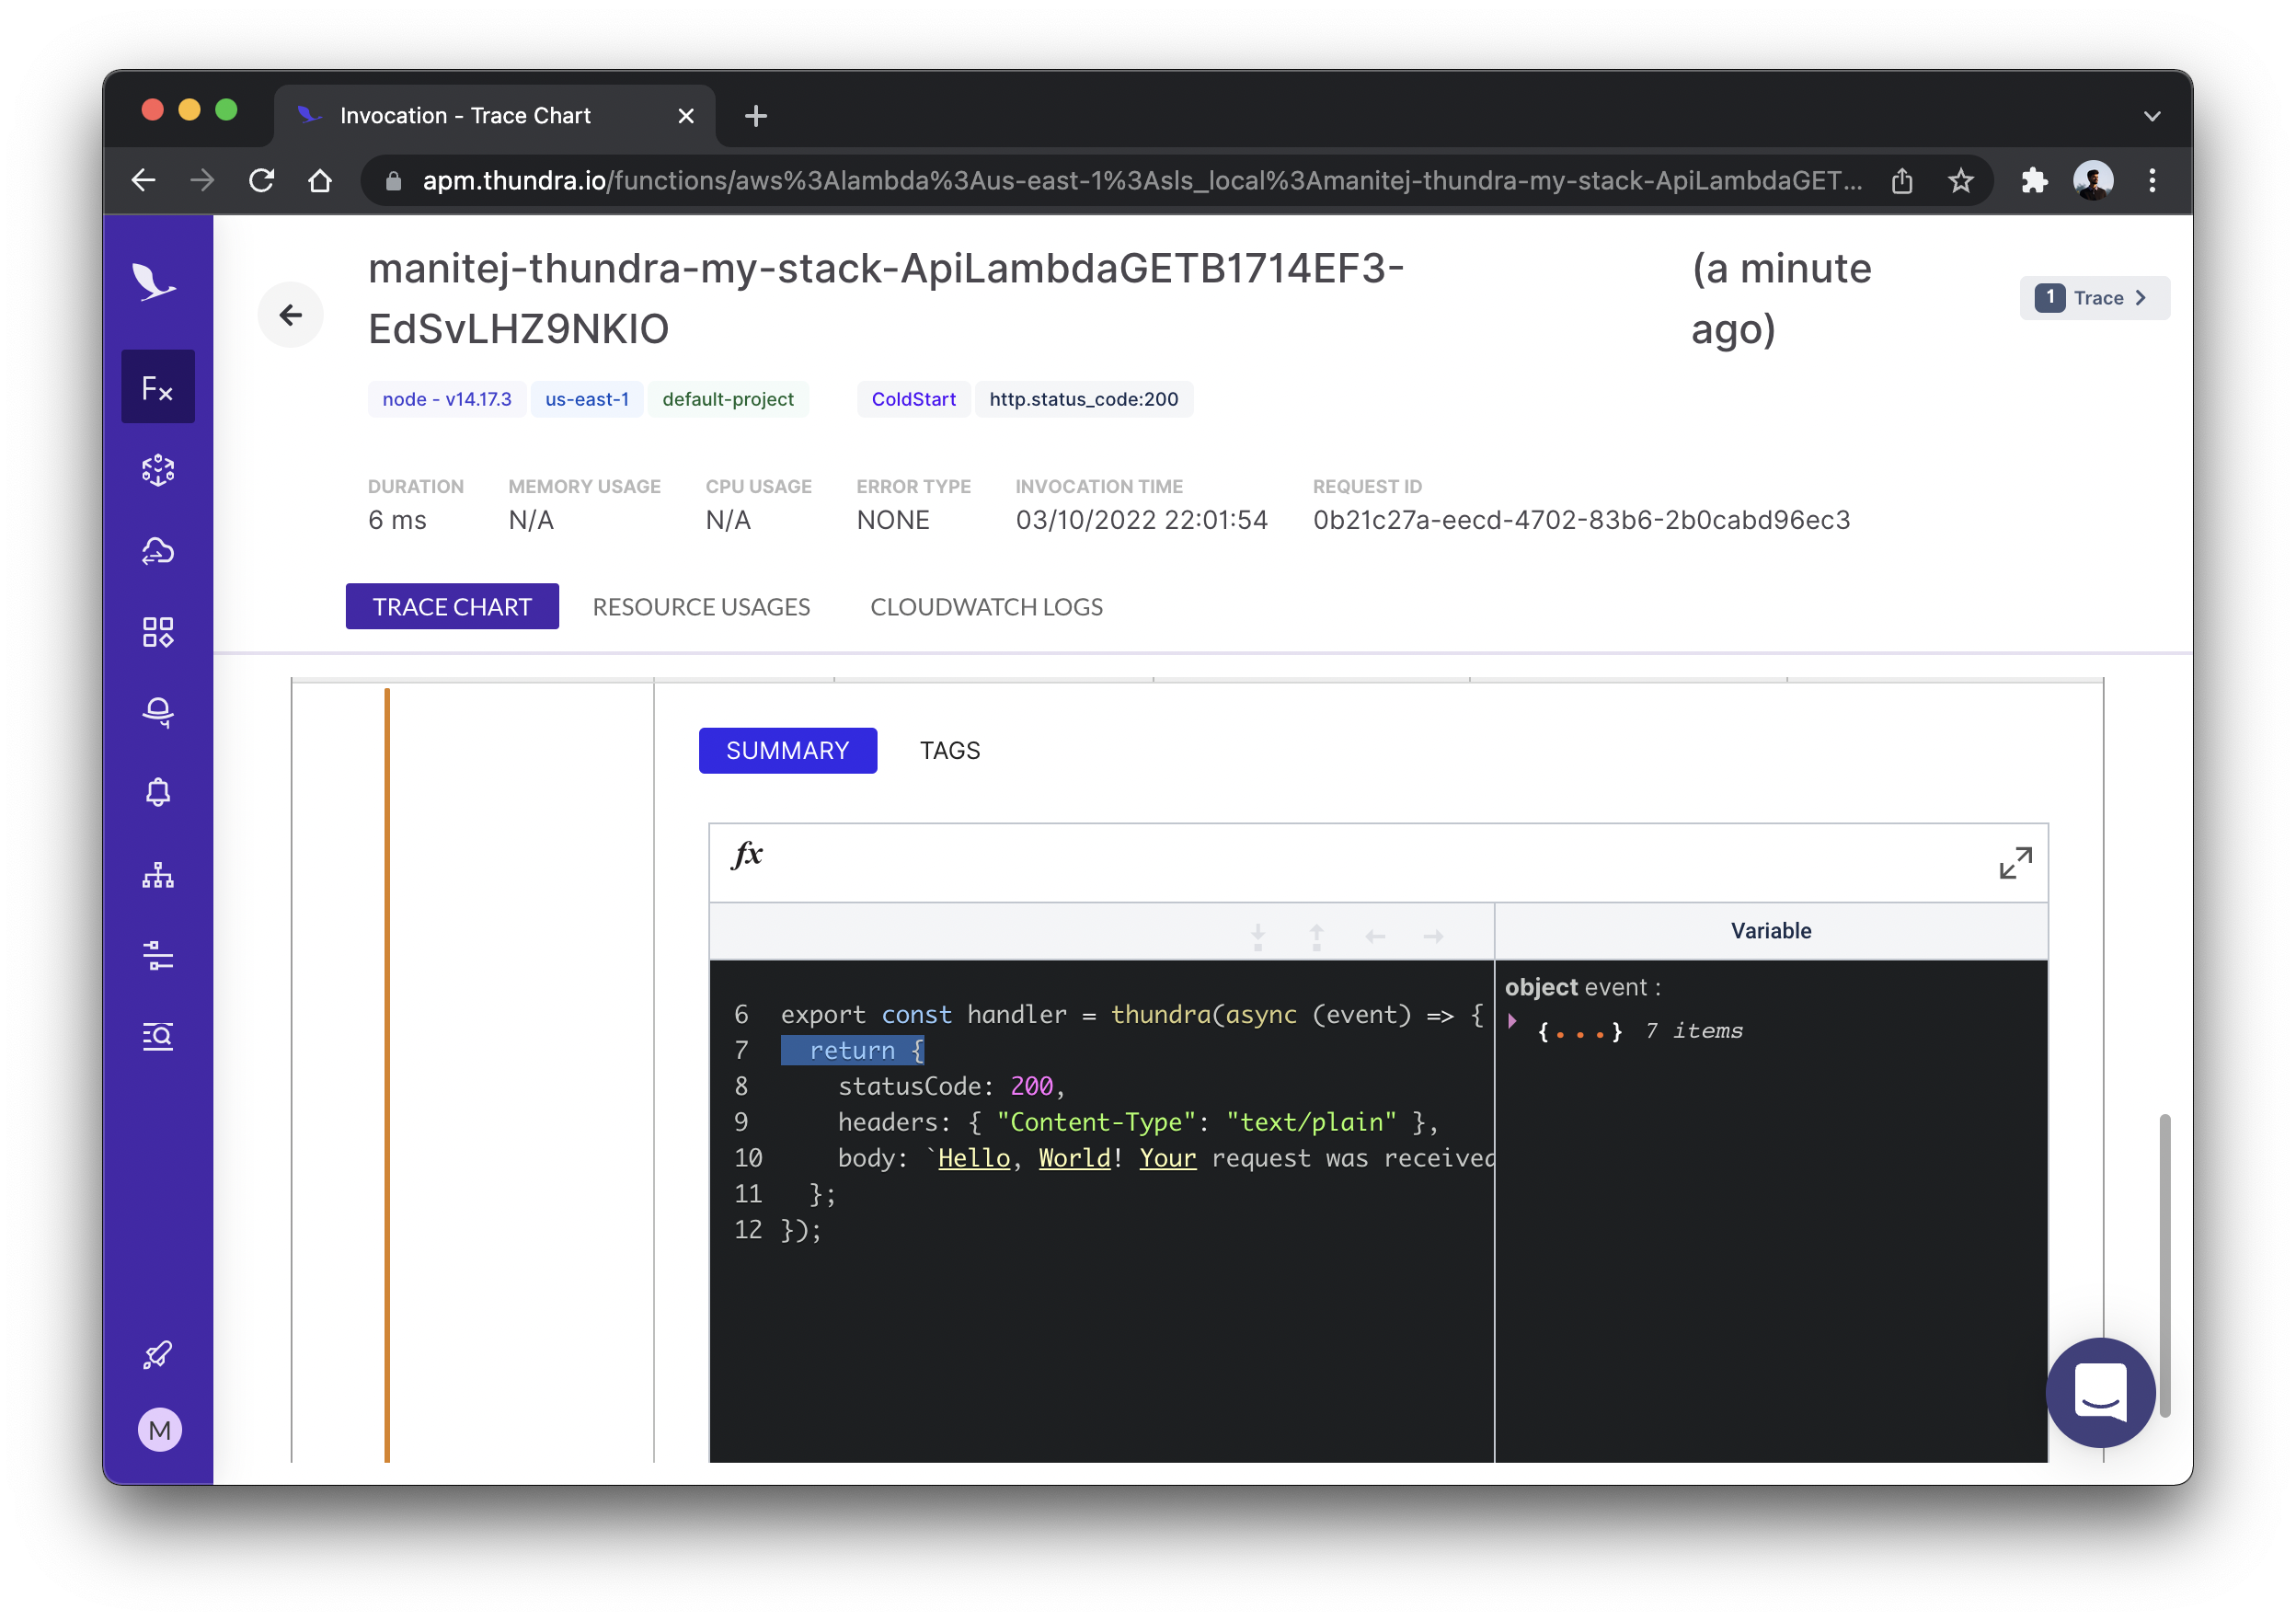 Invocation - Trace Chart
apm.thundra.io/functions/aws%3Alambda%3Aus-east-1%3Asls_local%3Amanitej-thundra-my-stack-ApiLambdaGET...
manitej-thundra-my-stack-ApiLambdaGETB1714EF3-
EdSvLHZ9NKIO
(a minute
ago)
1 Trace
Fx
node - v14.17.3 us-east-1 default-project ColdStart http.status_code:200
DURATION MEMORY USAGE CPU USAGE ERROR TYPE INVOCATION TIME REQUEST ID
6 ms N/A N/A NONE 03/10/2022 22:01:54 0b21c27a-eecd-4702-83b6-2b0cabd96ec3
TRACE CHART RESOURCE USAGES CLOUDWATCH LOGS
SUMMARY TAGS
fx
Variable
6 export const handler = thundra(async (event) => {
7 return {
8 statusCode: 200,
9 headers: { "Content-Type": "text/plain" },
10 body: `Hello, World! Your request was received
11 };
12 });
object event :
{...} 7 items
M